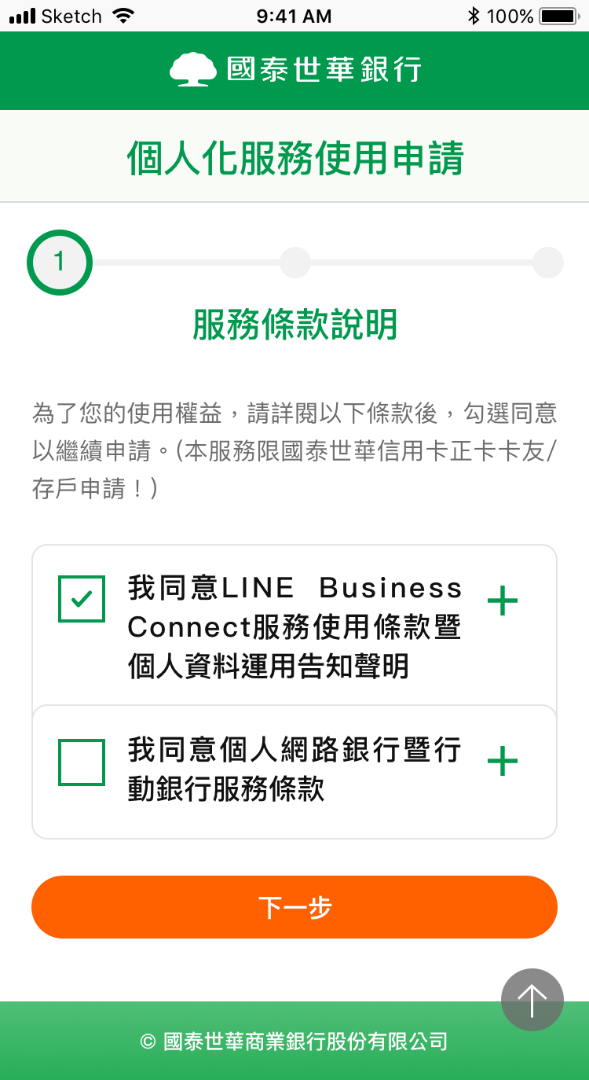 Sketch 9:41 AM 100%
國泰世華銀行
個人化服務使用申請
1
服務條款說明
為了您的使用權益，請詳閱以下條款後，勾選同意
以繼續申請。(本服務限國泰世華信用卡正卡卡友/
存戶申請！)
我同意LINE Business
Connect服務使用條款暨
個人資料運用告知聲明
我同意個人網路銀行暨行
動銀行服務條款
下一步
© 國泰世華商業銀行股份有限公司